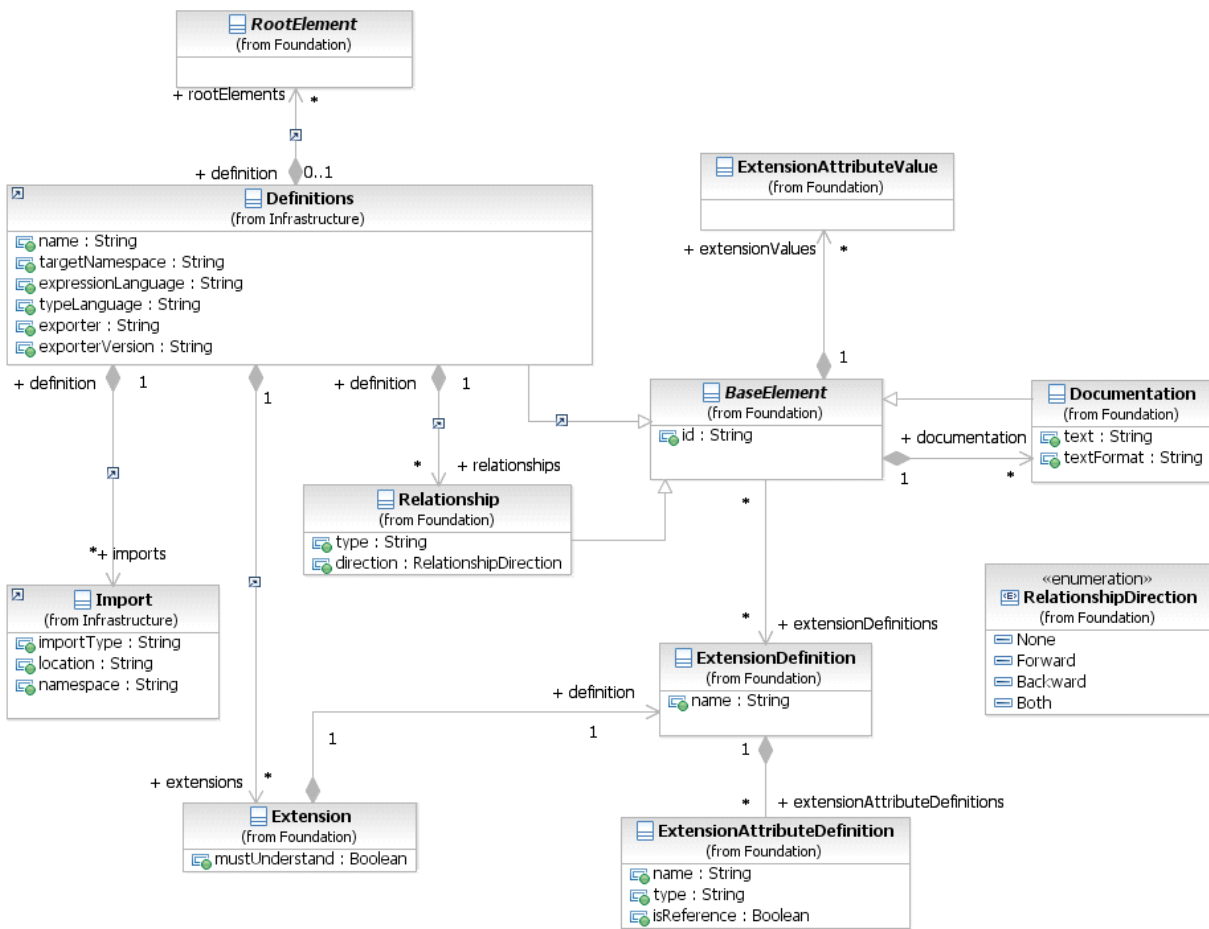 RootElement
(from Foundation)
+ rootElements
*
+ definition
0..1
Definitions
(from Infrastructure)
name : String
targetNamespace : String
expressionLanguage : String
typeLanguage : String
exporter : String
exporterVersion : String
ExtensionAttributeValue
(from Foundation)
+ extensionValues
*
1
+ definition
1
1
+ definition
1
BaseElement
(from Foundation)
id : String
Documentation
(from Foundation)
text : String
textFormat : String
+ documentation
1
*
*
+ relationships
Relationship
(from Foundation)
type : String
direction : RelationshipDirection
*
*+ imports
Import
(from Infrastructure)
importType : String
location : String
namespace : String
«enumeration»
RelationshipDirection
(from Foundation)
None
Forward
Backward
Both
*
+ extensionDefinitions
ExtensionDefinition
(from Foundation)
name : String
+ definition
1
1
1
+ extensions
*
Extension
(from Foundation)
mustUnderstand : Boolean
*
+ extensionAttributeDefinitions
ExtensionAttributeDefinition
(from Foundation)
name : String
type : String
isReference : Boolean